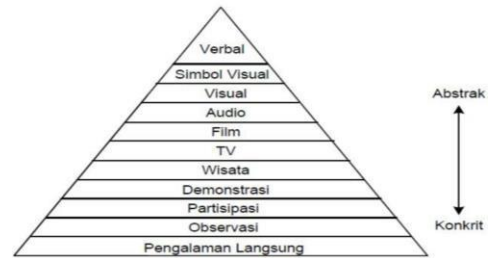 Verbal
Simbol Visual
Visual
Audio
Film
TV
Wisata
Demonstrasi
Partisipasi
Observasi
Pengalaman Langsung
Abstrak
Konkrit